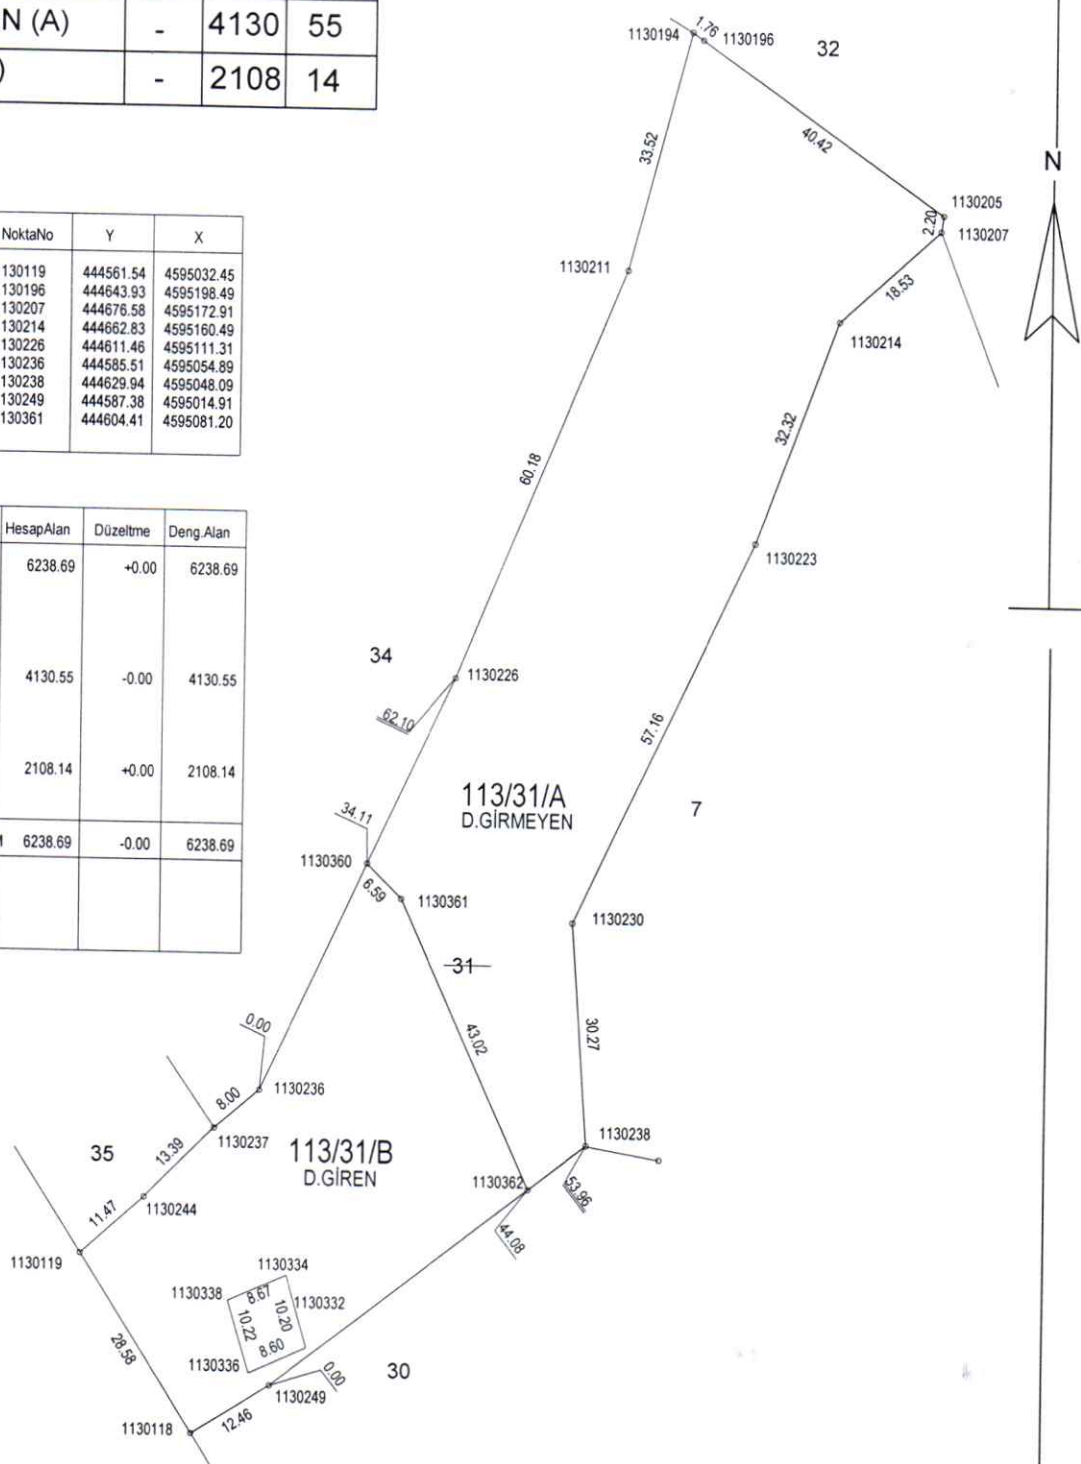 N (A) - 4130 55
) - 2108 14
NoktaNo Y X
130119 444561.54 4595032.45
130196 444643.93 4595198.49
130207 444676.58 4595172.91
130214 444662.83 4595160.49
130226 444611.46 4595111.31
130236 444585.51 4595054.89
130238 444629.94 4595048.09
130249 444587.38 4595014.91
130361 444604.41 4595081.20
HesapAlan Düzeltme Deng.Alan
6238.69 +0.00 6238.69
4130.55 -0.00 4130.55
2108.14 +0.00 2108.14
6238.69 -0.00 6238.69
1130194
1.76
1130196
32
33.52
40.42
N
1130205
2.20
1130207
1130211
18.53
1130214
32.32
60.18
1130223
34
1130226
62.10
57.16
113/31/A
D.GİRMEYEN
7
34.11
1130360
6.59
1130361
1130230
31
0.00
43.02
30.27
1130236
8.00
1130237
1130238
35
13.39
113/31/B
D.GİREN
1130362
53.96
11.47
1130244
44.08
1130119
1130334
1130338
8.67
1130332
10.22
10.20
8.60
28.58
1130336
0.00
30
1130249
12.46
1130118